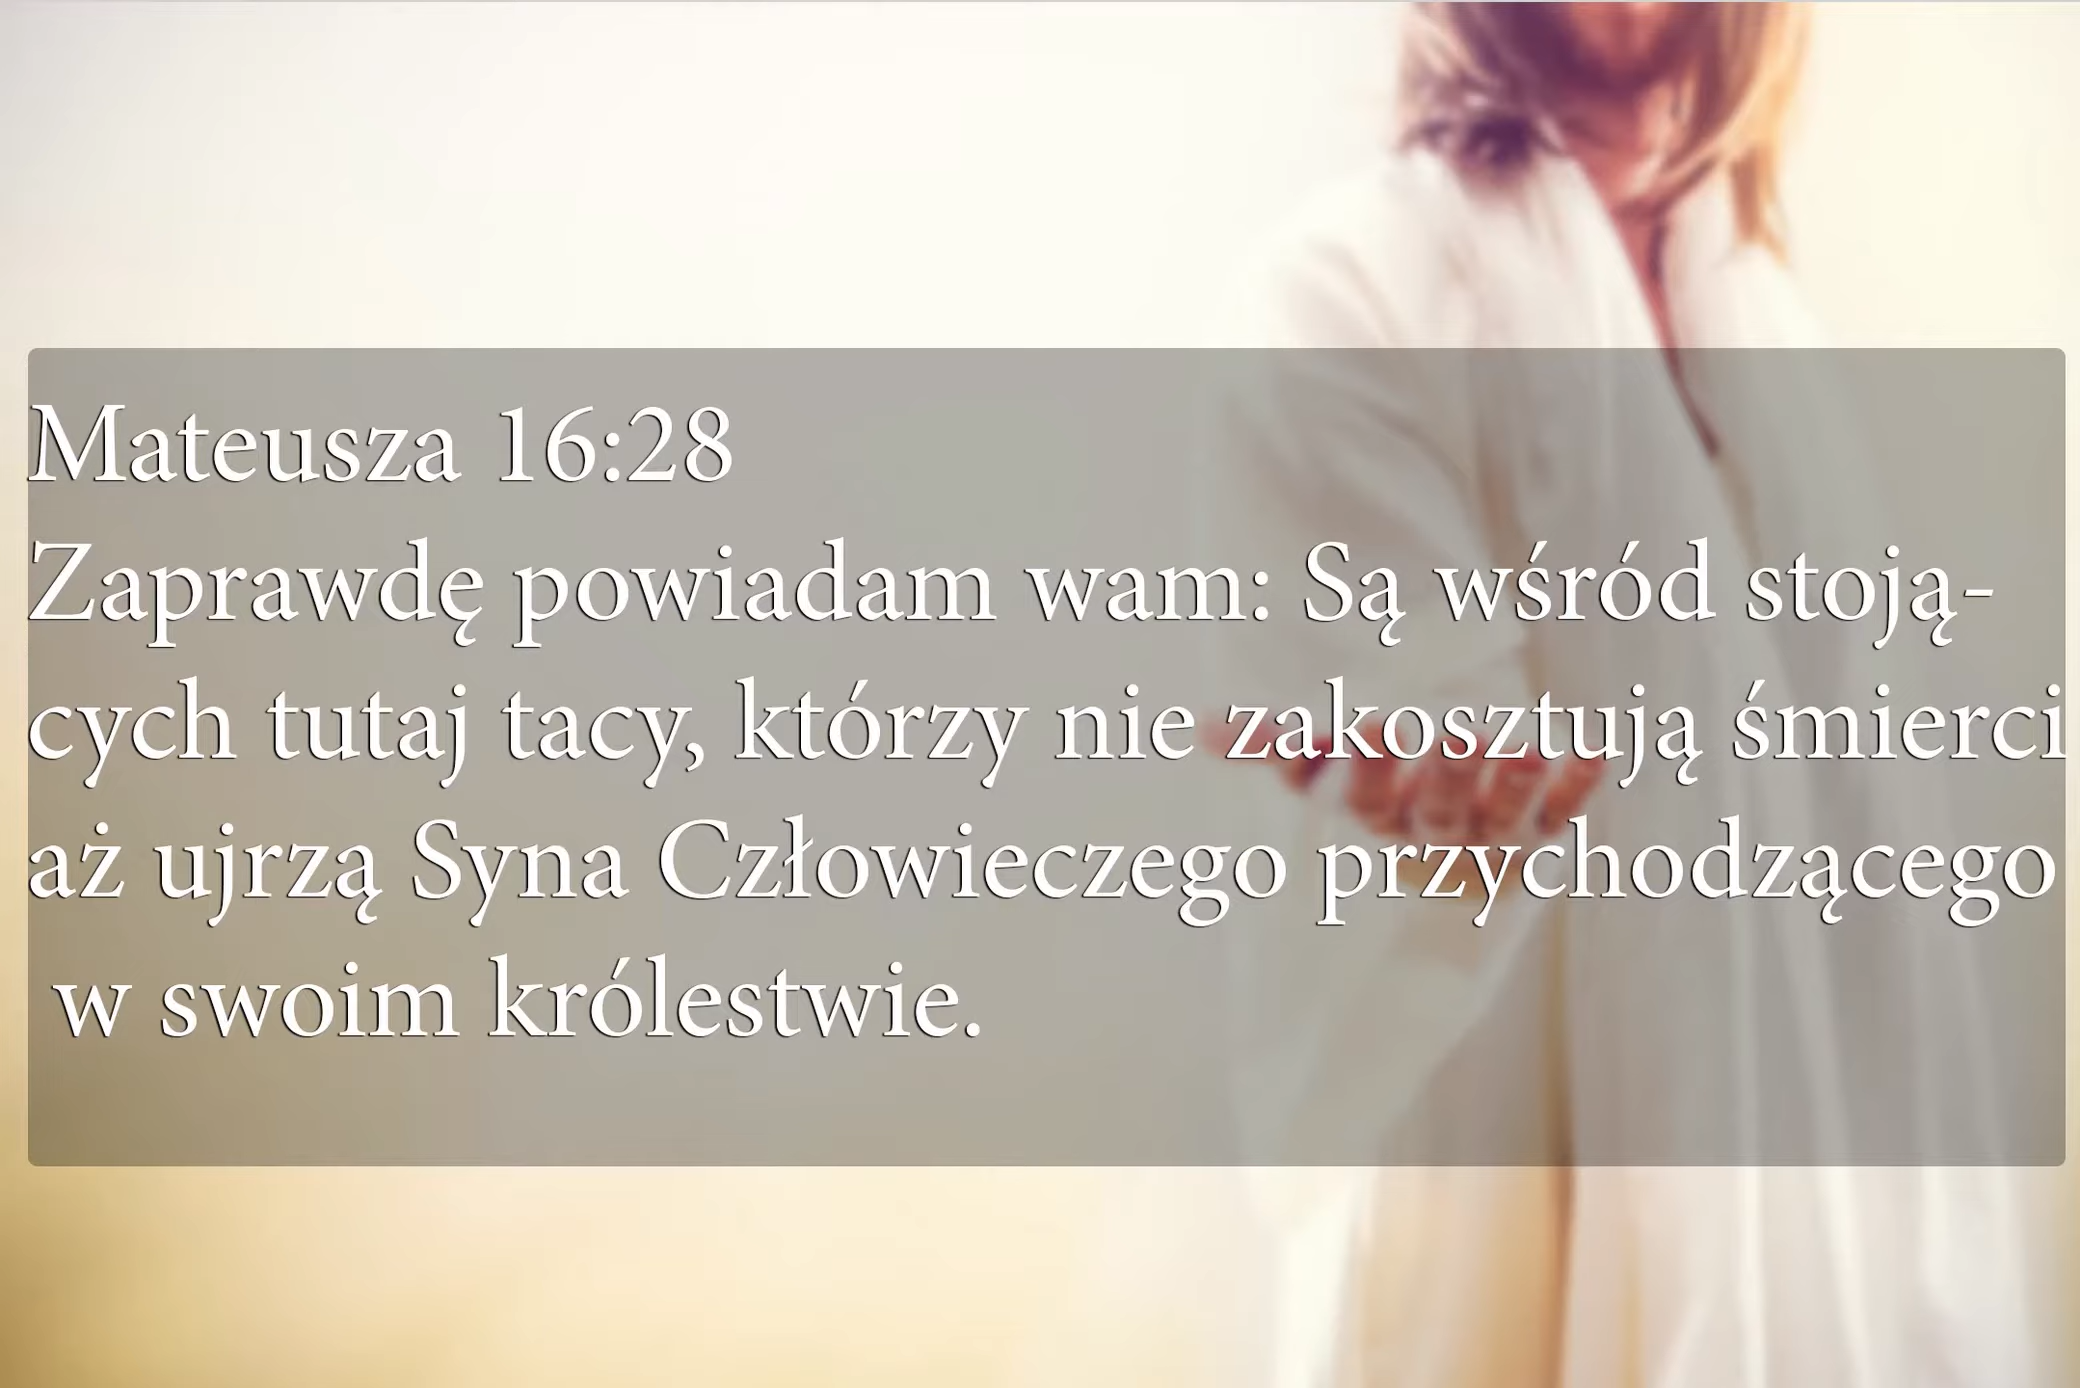 Mateusza 16:28
Zaprawdę powiadam wam: Są wśród stoją-
cych tutaj tacy, którzy nie zakosztują śmierci
aż ujrzą Syna Człowieczego przychodzącego
w swoim królestwie.